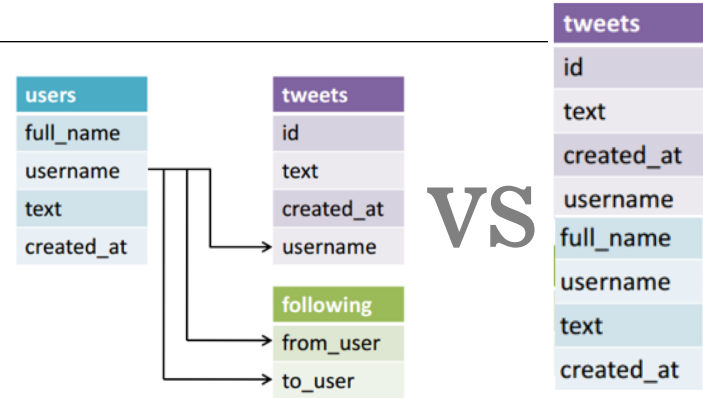 users
full_name
username
text
created_at
tweets
id
text
created_at
username
following
from_user
to_user
VS
tweets
id
text
created_at
username
full_name
username
text
created_at